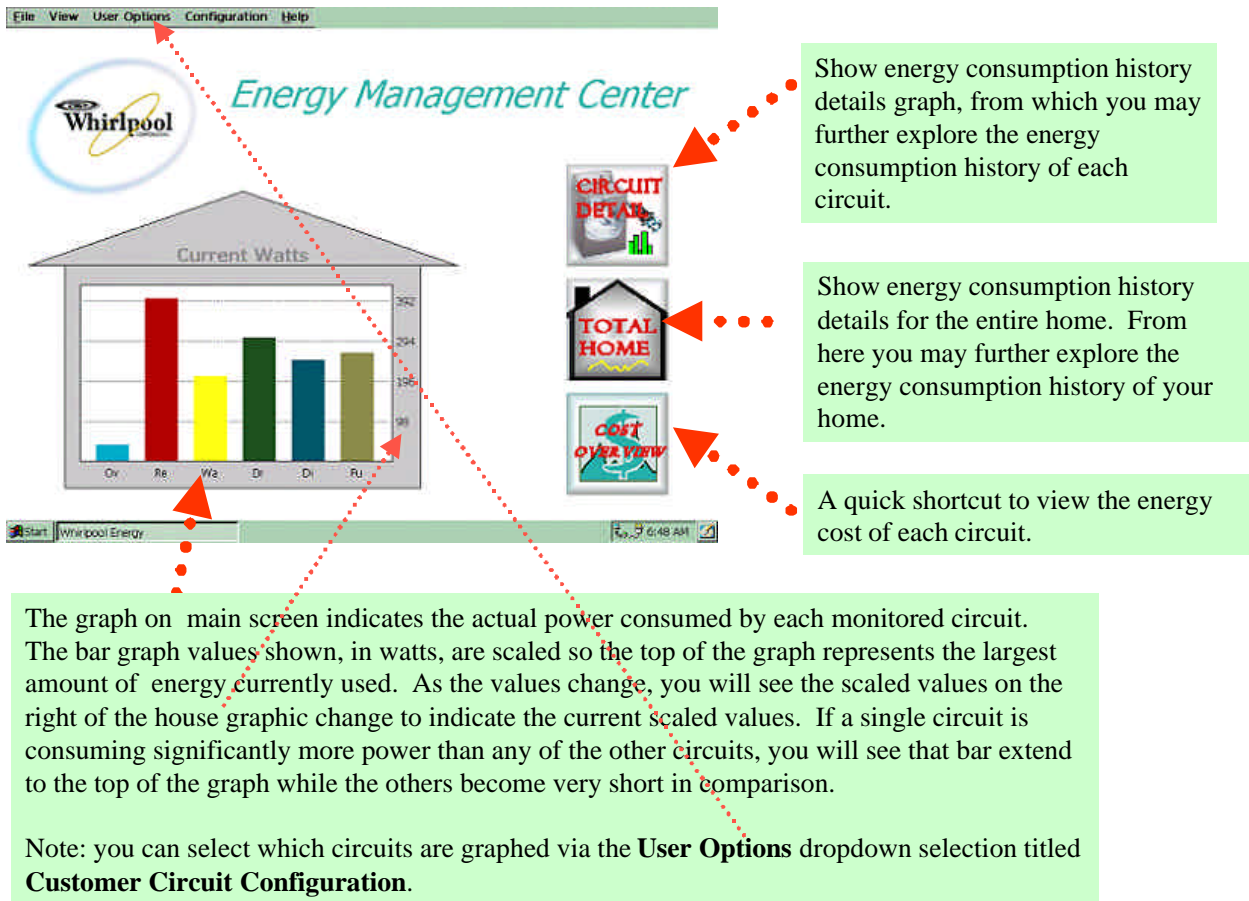 File View User Options Configuration Help
Whirlpool
Energy Management Center
CIRCUIT
DETAIL
TOTAL
HOME
COST
OVERVIEW
Current Watts
392
294
196
98
Ov Re Wa Dr Di Fu
Start Whirlpool Energy 6:48 AM
Show energy consumption history
details graph, from which you may
further explore the energy
consumption history of each
circuit.
Show energy consumption history
details for the entire home. From
here you may further explore the
energy consumption history of your
home.
A quick shortcut to view the energy
cost of each circuit.
The graph on main screen indicates the actual power consumed by each monitored circuit.
The bar graph values shown, in watts, are scaled so the top of the graph represents the largest
amount of energy currently used. As the values change, you will see the scaled values on the
right of the house graphic change to indicate the current scaled values. If a single circuit is
consuming significantly more power than any of the other circuits, you will see that bar extend
to the top of the graph while the others become very short in comparison.
Note: you can select which circuits are graphed via the User Options dropdown selection titled
Customer Circuit Configuration.